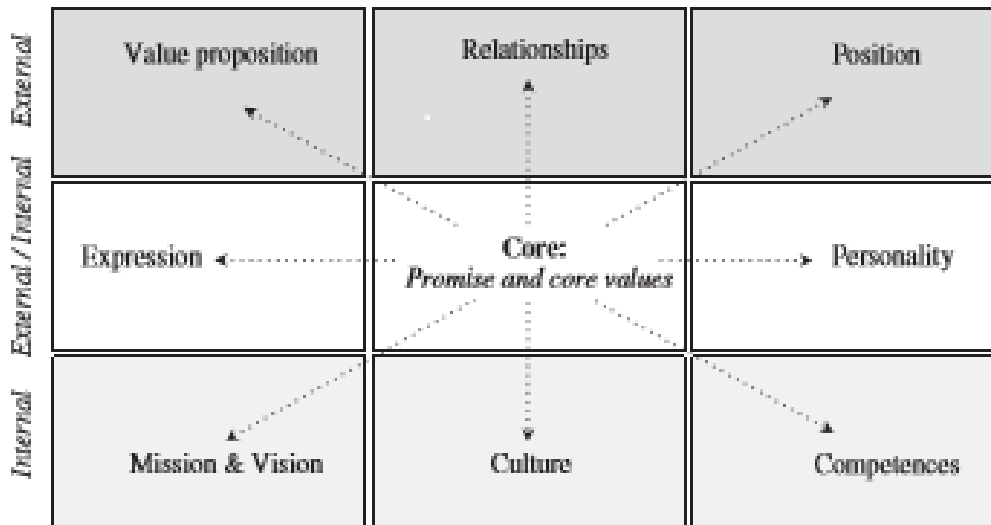 External
Value proposition
Relationships
Position
External / Internal
Expression
Core:
Promise and core values
Personality
Internal
Mission & Vision
Culture
Competences